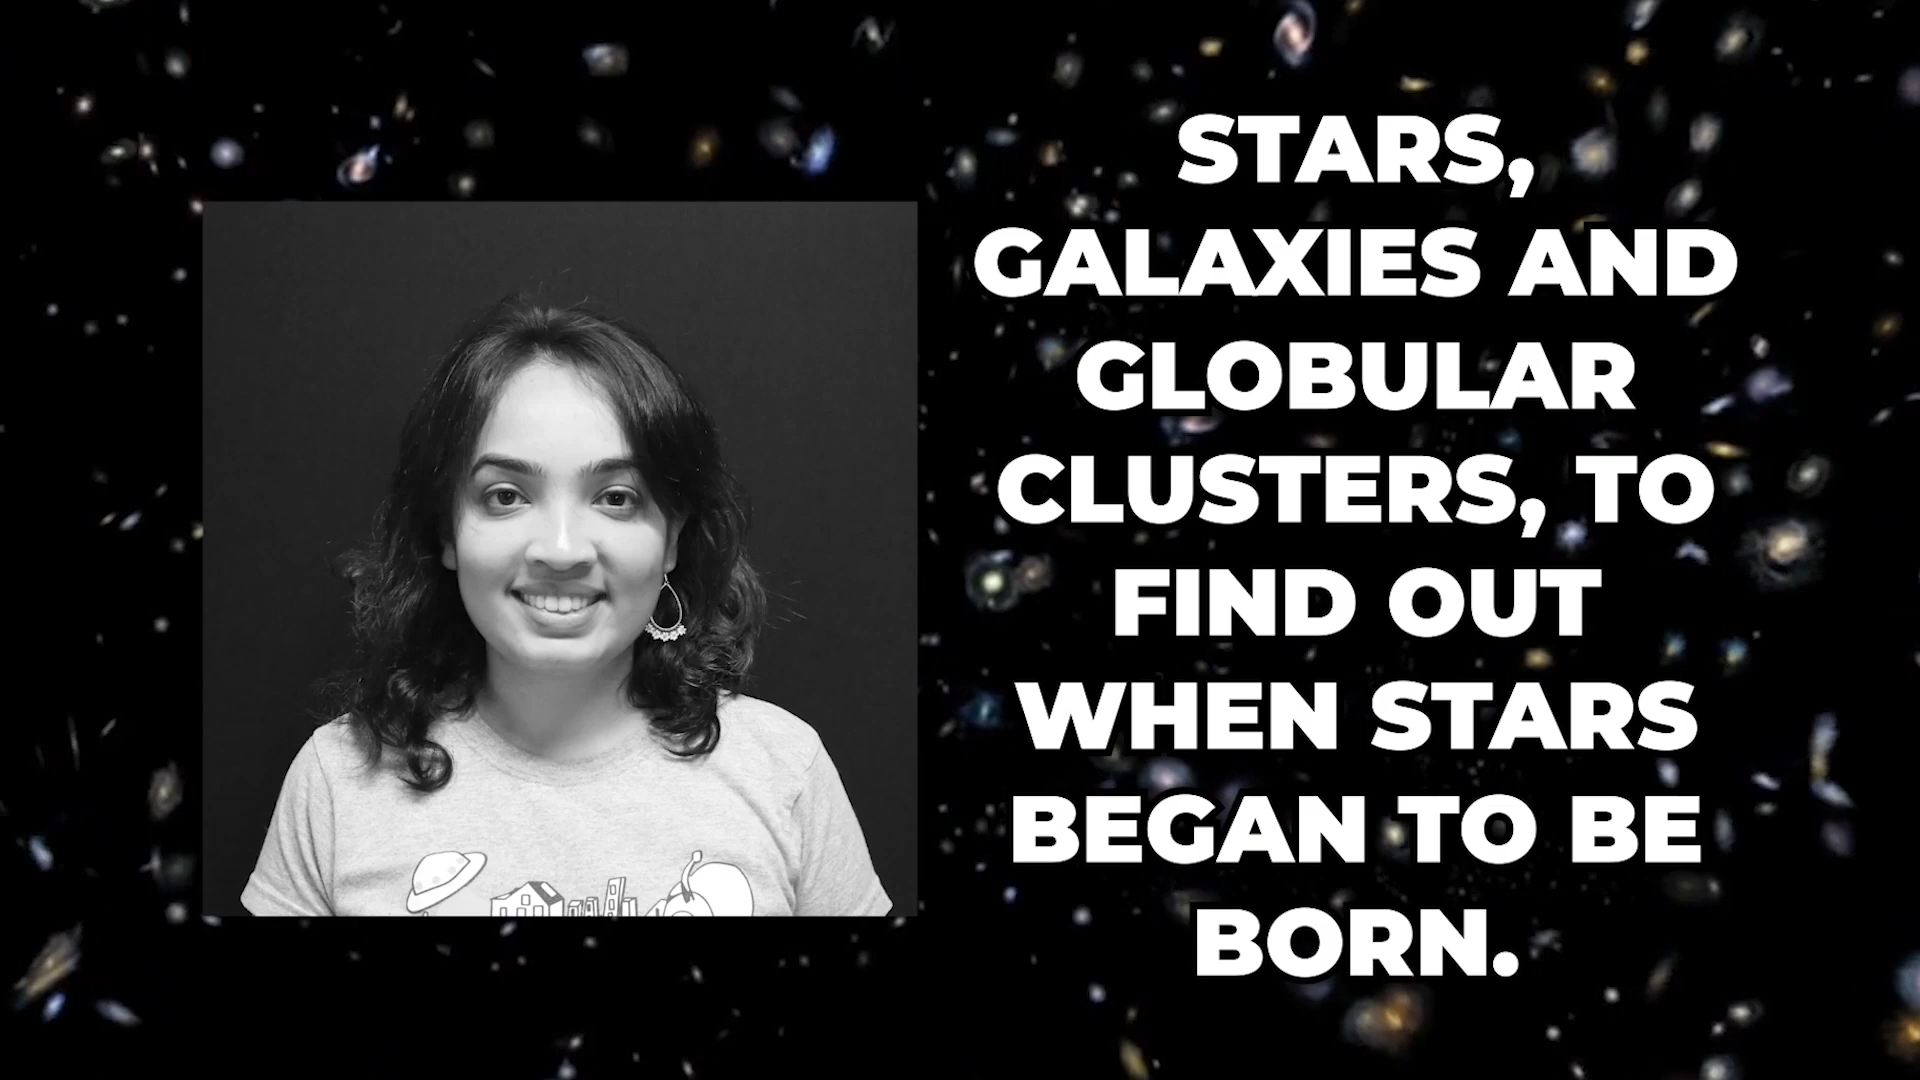 STARS,
GALAXIES AND
GLOBULAR
CLUSTERS, TO
FIND OUT
WHEN STARS
BEGAN TO BE
BORN.